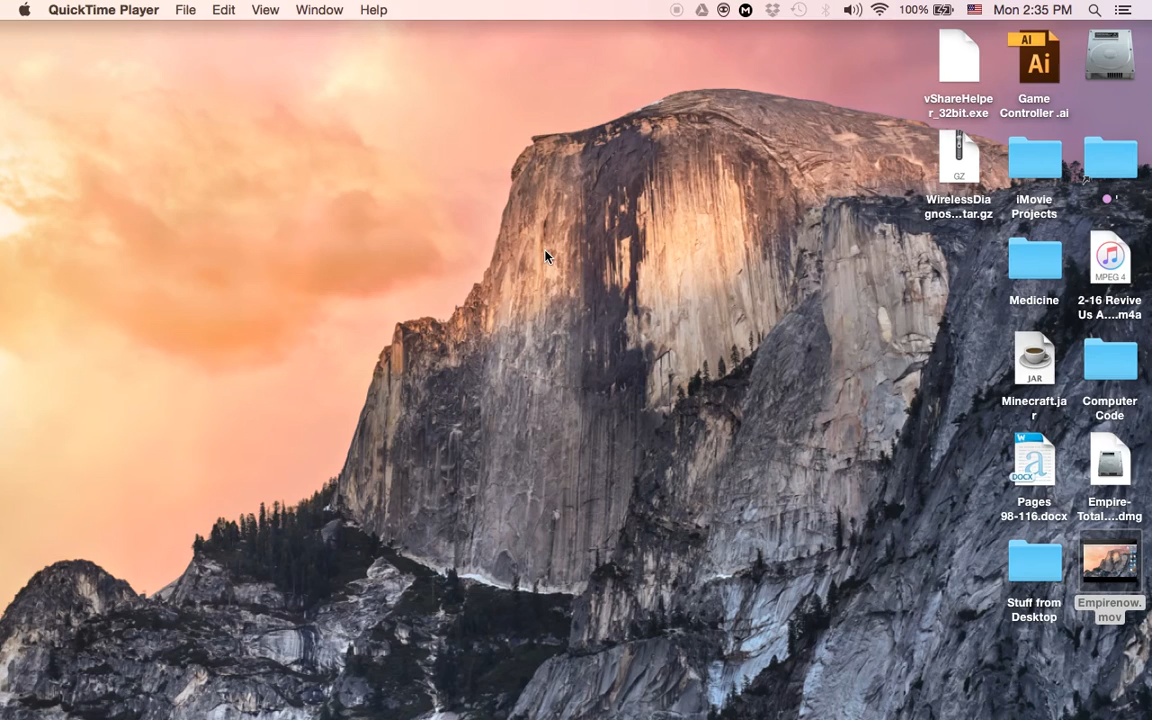 QuickTime Player File Edit View Window Help
100% Mon 2:35 PM
vShareHelpe
r_32bit.exe
AI
Ai
Game
Controller .ai
GZ
WirelessDia
gnos...tar.gz
iMovie
Projects
Medicine
MPEG 4
2-16 Revive
Us A....m4a
JAR
Minecraft.ja
r
Computer
Code
W
a
DOCX
Pages
98-116.docx
Empire-
Total....dmg
Stuff from
Desktop
Empirenow.
mov